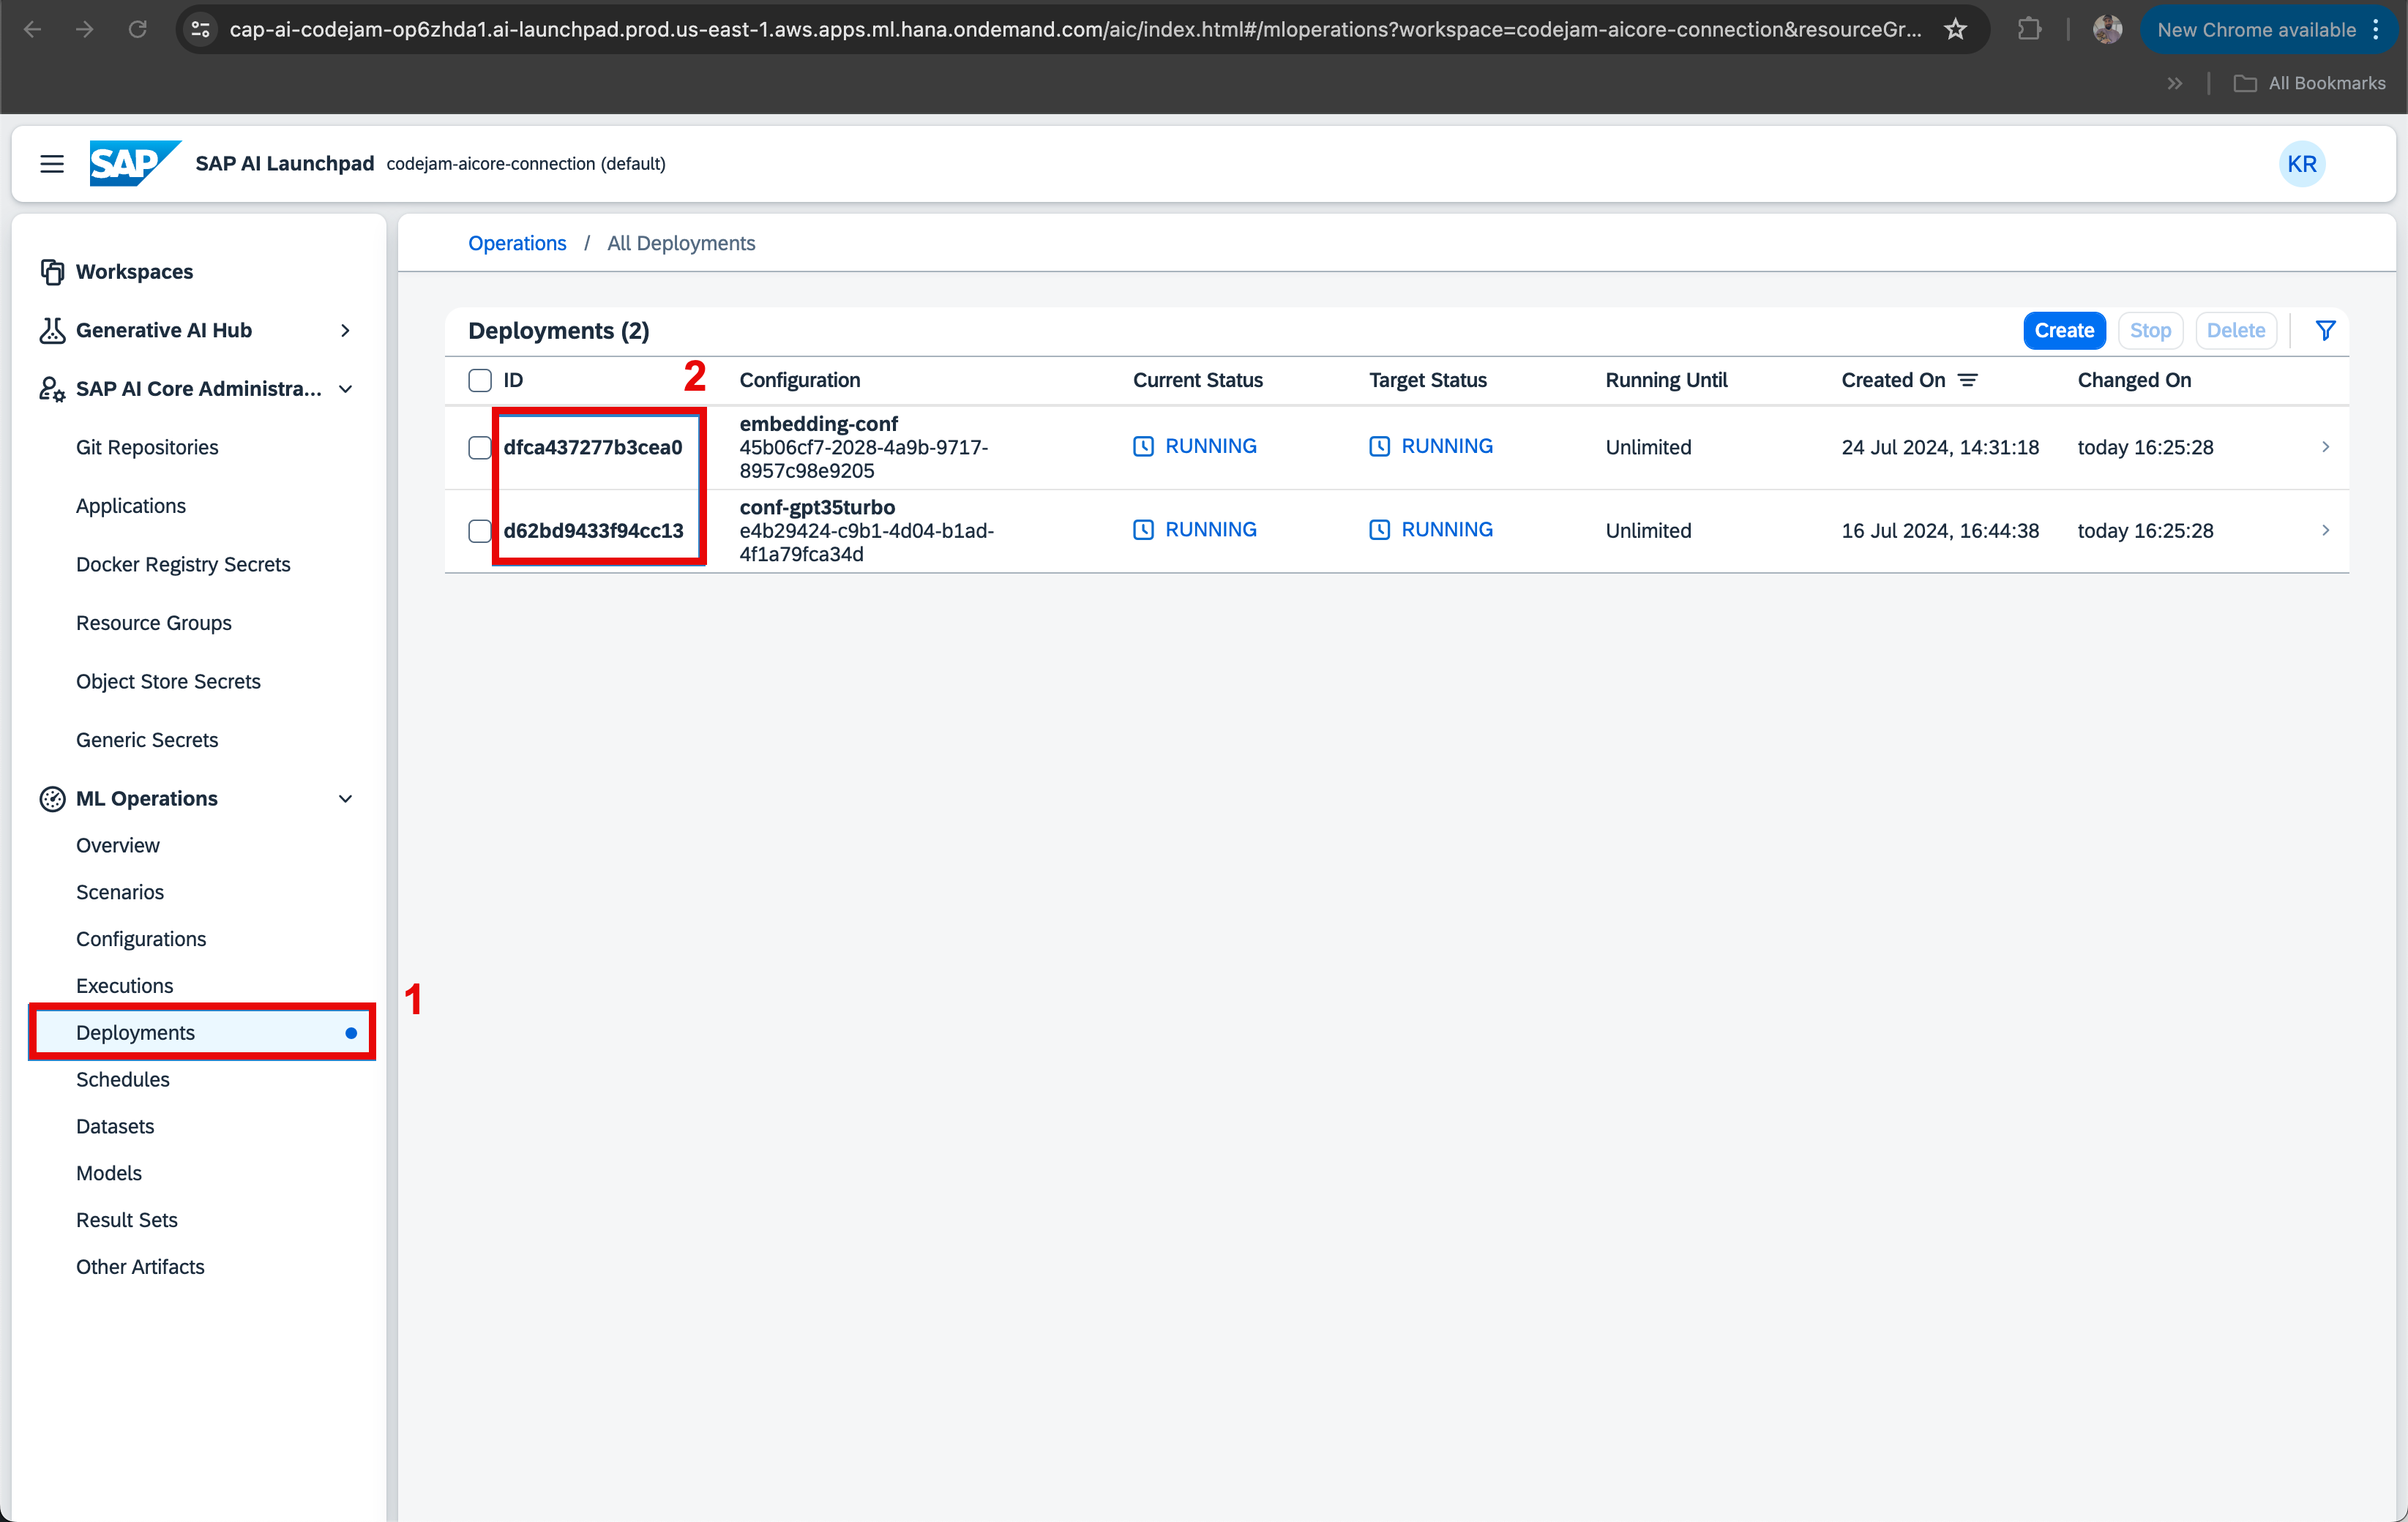 cap-ai-codejam-op6zhda1.ai-launchpad.prod.us-east-1.aws.apps.ml.hana.ondemand.com/aic/index.html#/mloperations?workspace=codejam-aicore-connection&resourceGr...
New Chrome available
All Bookmarks
SAP SAP AI Launchpad codejam-aicore-connection (default)
KR
Workspaces
Generative AI Hub
SAP AI Core Administra...
Git Repositories
Applications
Docker Registry Secrets
Resource Groups
Object Store Secrets
Generic Secrets
ML Operations
Overview
Scenarios
Configurations
Executions
Deployments
1
Schedules
Datasets
Models
Result Sets
Other Artifacts
Operations / All Deployments
Deployments (2)
Create Stop Delete
2
ID Configuration Current Status Target Status Running Until Created On Changed On
dfca437277b3cea0
embedding-conf
45b06cf7-2028-4a9b-9717-
8957c98e9205
RUNNING RUNNING Unlimited 24 Jul 2024, 14:31:18 today 16:25:28
d62bd9433f94cc13
conf-gpt35turbo
e4b29424-c9b1-4d04-b1ad-
4f1a79fca34d
RUNNING RUNNING Unlimited 16 Jul 2024, 16:44:38 today 16:25:28